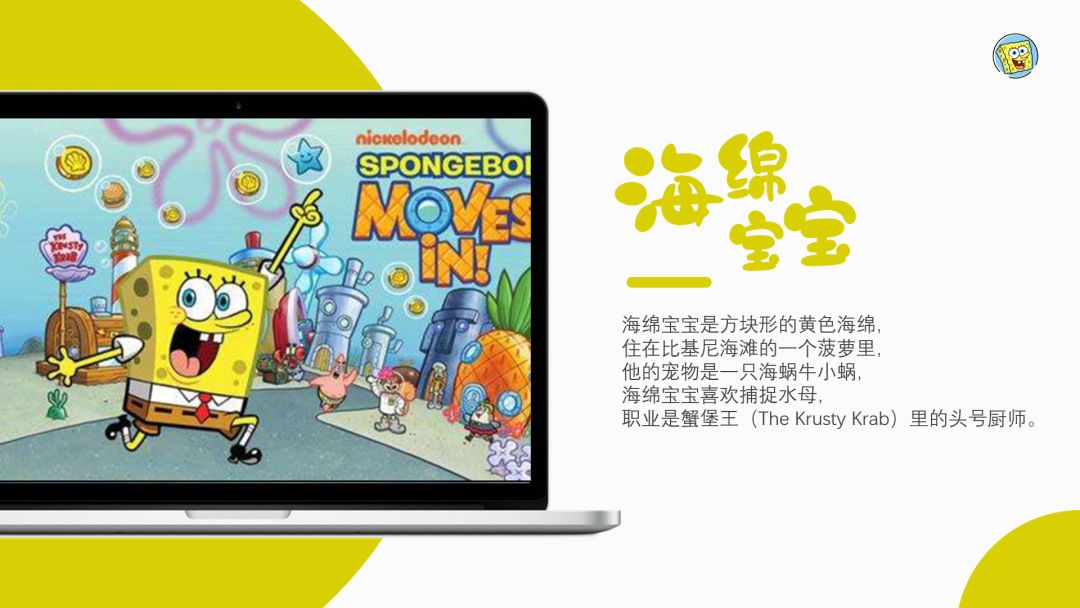 nickelodeon
SPONGEBO
MOVES
IN!
THE
KRUSTY
KRAB
海绵
宝宝
海绵宝宝是方块形的黄色海绵，
住在比基尼海滩的一个菠萝里，
他的宠物是一只海蜗牛小蜗，
海绵宝宝喜欢捕捉水母，
职业是蟹堡王（The Krusty Krab）里的头号厨师。